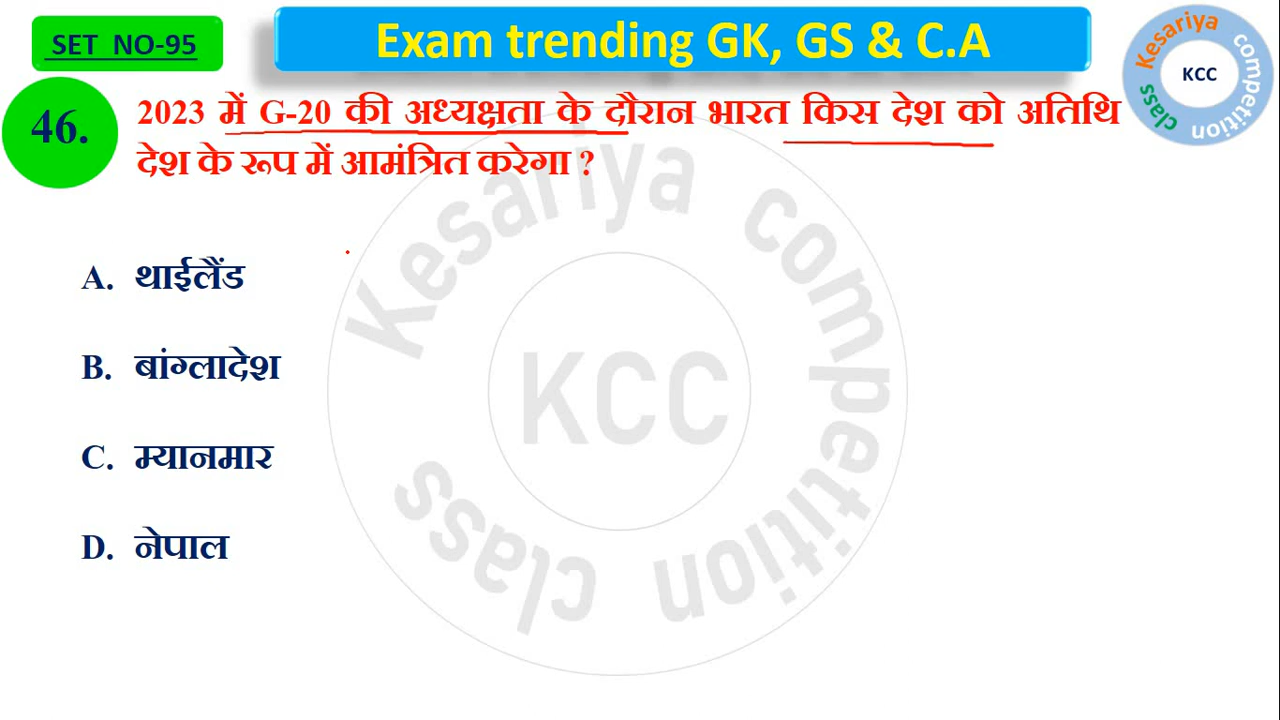 SET NO-95
Exam trending GK, GS & C.A
Kesariya competition class
KCC
46.
2023 में G-20 की अध्यक्षता के दौरान भारत किस देश को अतिथि
देश के रूप में आमंत्रित करेगा ?
A. थाईलैंड
B. बांग्लादेश
C. म्यानमार
D. नेपाल
Kesariya competition class
KCC